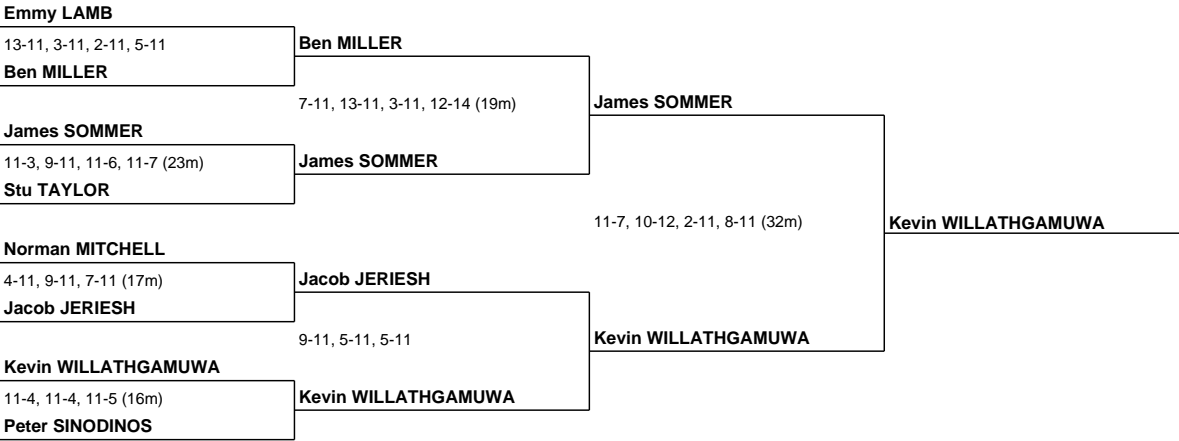 Emmy LAMB
13-11, 3-11, 2-11, 5-11
Ben MILLER
Ben MILLER
7-11, 13-11, 3-11, 12-14 (19m)
James SOMMER
James SOMMER
11-3, 9-11, 11-6, 11-7 (23m)
James SOMMER
Stu TAYLOR
11-7, 10-12, 2-11, 8-11 (32m)
Kevin WILLATHGAMUWA
Norman MITCHELL
4-11, 9-11, 7-11 (17m)
Jacob JERIESH
Jacob JERIESH
9-11, 5-11, 5-11
Kevin WILLATHGAMUWA
Kevin WILLATHGAMUWA
11-4, 11-4, 11-5 (16m)
Kevin WILLATHGAMUWA
Peter SINODINOS